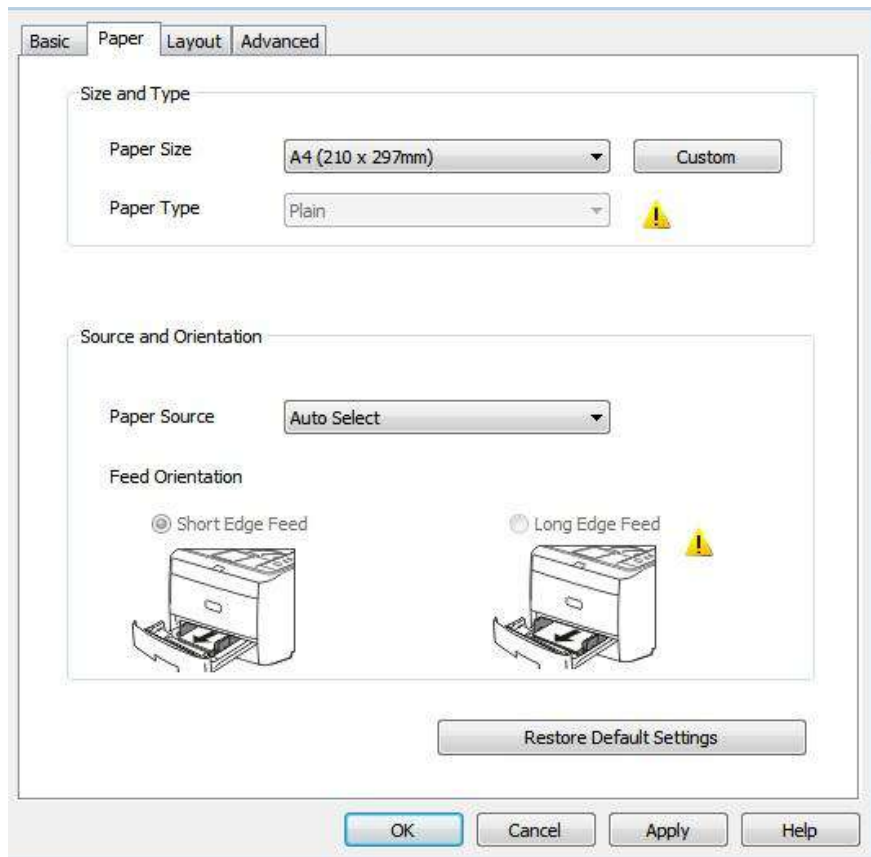 Basic Paper Layout Advanced
Size and Type
Paper Size A4 (210 x 297mm) Custom
Paper Type Plain
Source and Orientation
Paper Source Auto Select
Feed Orientation
Short Edge Feed Long Edge Feed
Restore Default Settings
OK Cancel Apply Help